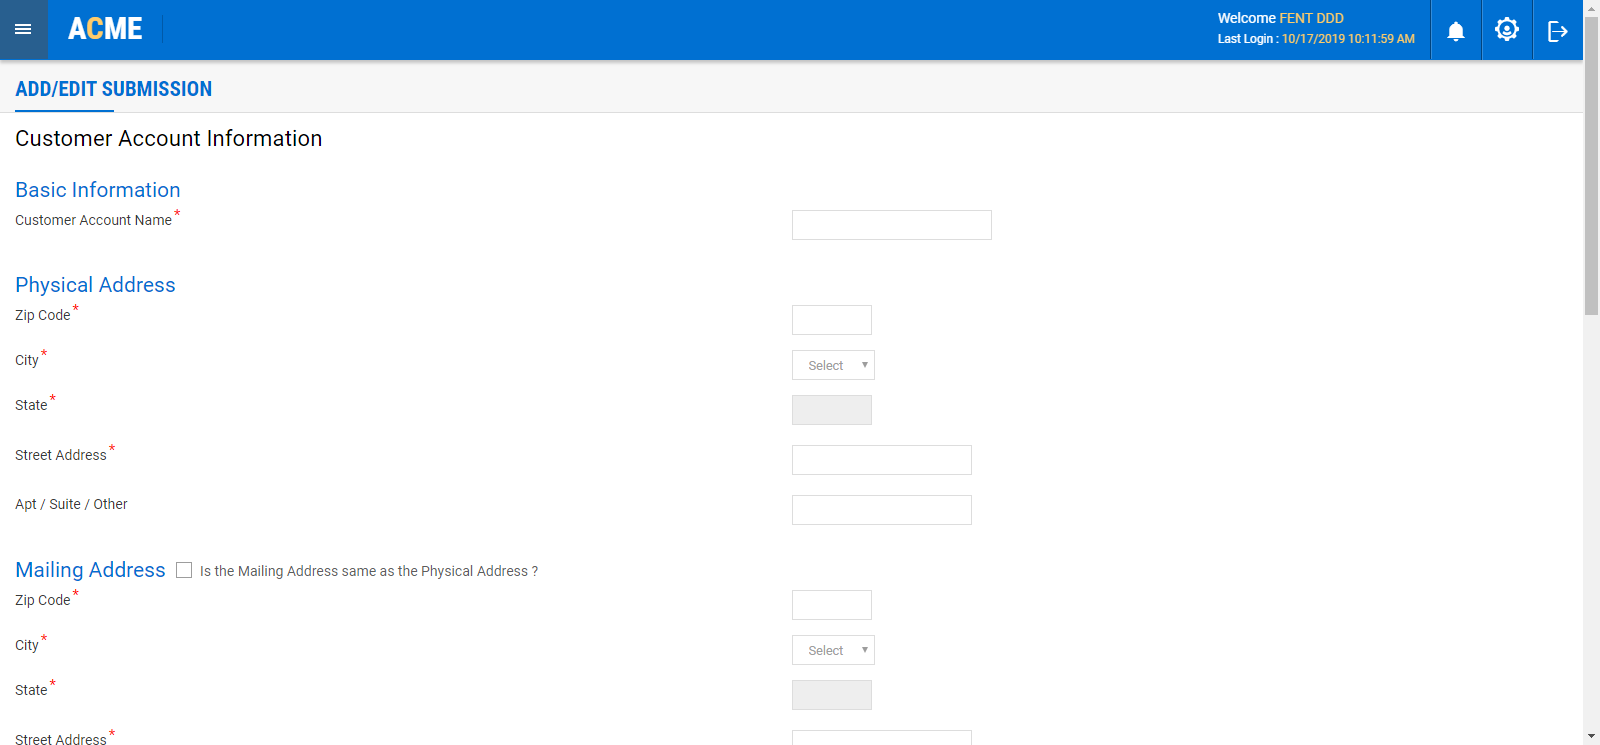 ACME
Welcome FENT DDD
Last Login : 10/17/2019 10:11:59 AM
ADD/EDIT SUBMISSION
Customer Account Information
Basic Information
Customer Account Name*
Physical Address
Zip Code*
City*
Select
State*
Street Address*
Apt / Suite / Other
Mailing Address Is the Mailing Address same as the Physical Address ?
Zip Code*
City*
Select
State*
Street Address*